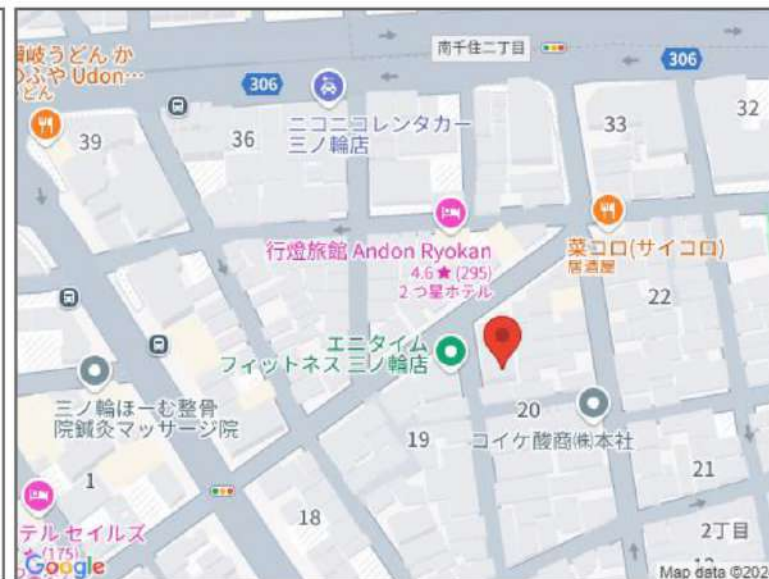 南千住二丁目
306
306
讃岐うどん か
のふや Udon…
うどん
ニコニコレンタカー
三ノ輪店
39
36
33
32
行燈旅館 Andon Ryokan
4.6★(295)
2つ星ホテル
菜コロ(サイコロ)
居酒屋
22
エニタイム
フィットネス 三ノ輪店
三ノ輪ほーむ整骨
院鍼灸マッサージ院
20
コイケ酸商㈱本社
19
1
21
18
テル セイルズ
(175)
2丁目
Google
Map data ©202